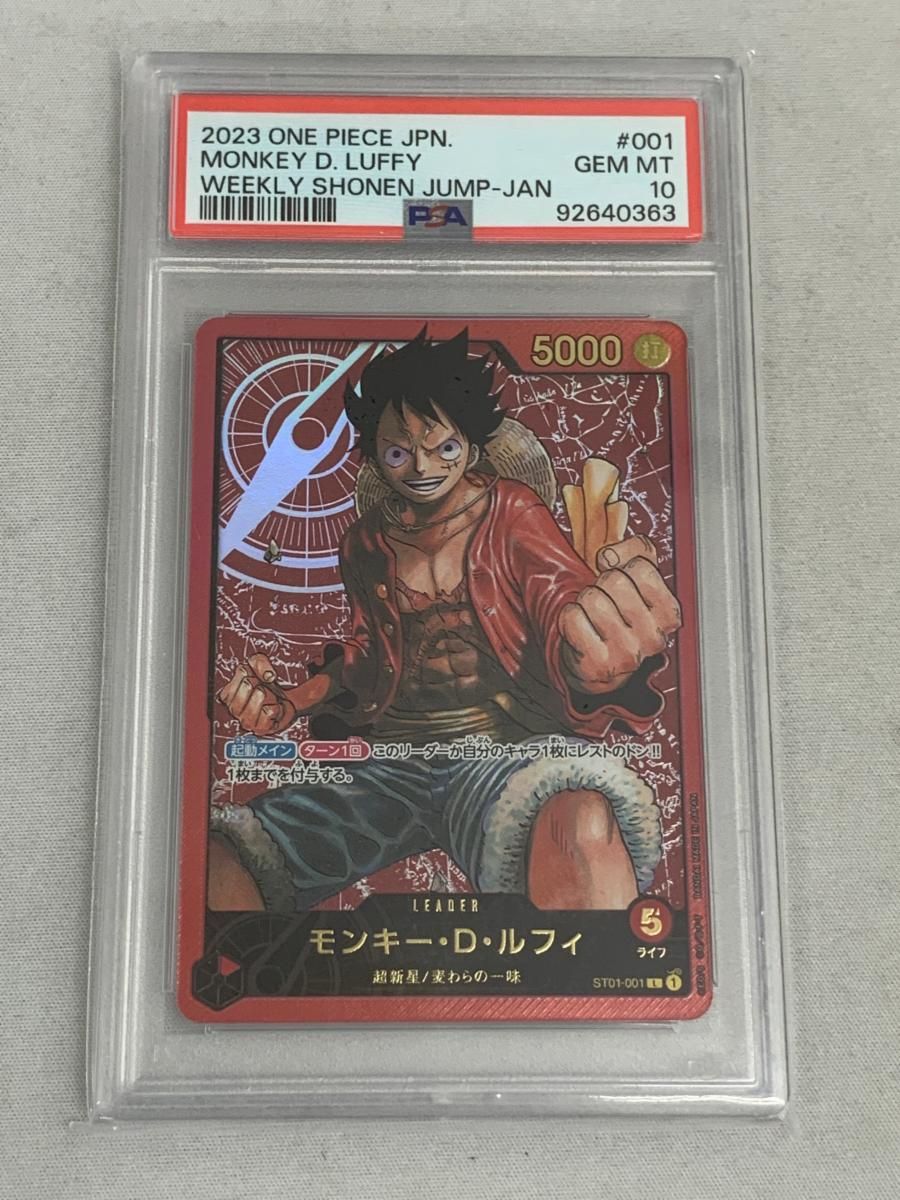 2023 ONE PIECE JPN. #001
MONKEY D. LUFFY GEM MT
WEEKLY SHONEN JUMP-JAN 10
PSA 92640363
5000 打
起動メイン ターン1回 このリーダーか自分のキャラ1枚にレストのドン!!
1枚までを付与する。
LEADER
5
モンキー・D・ルフィ
ライフ
超新星/麦わらの一味
ST01-001 L 1